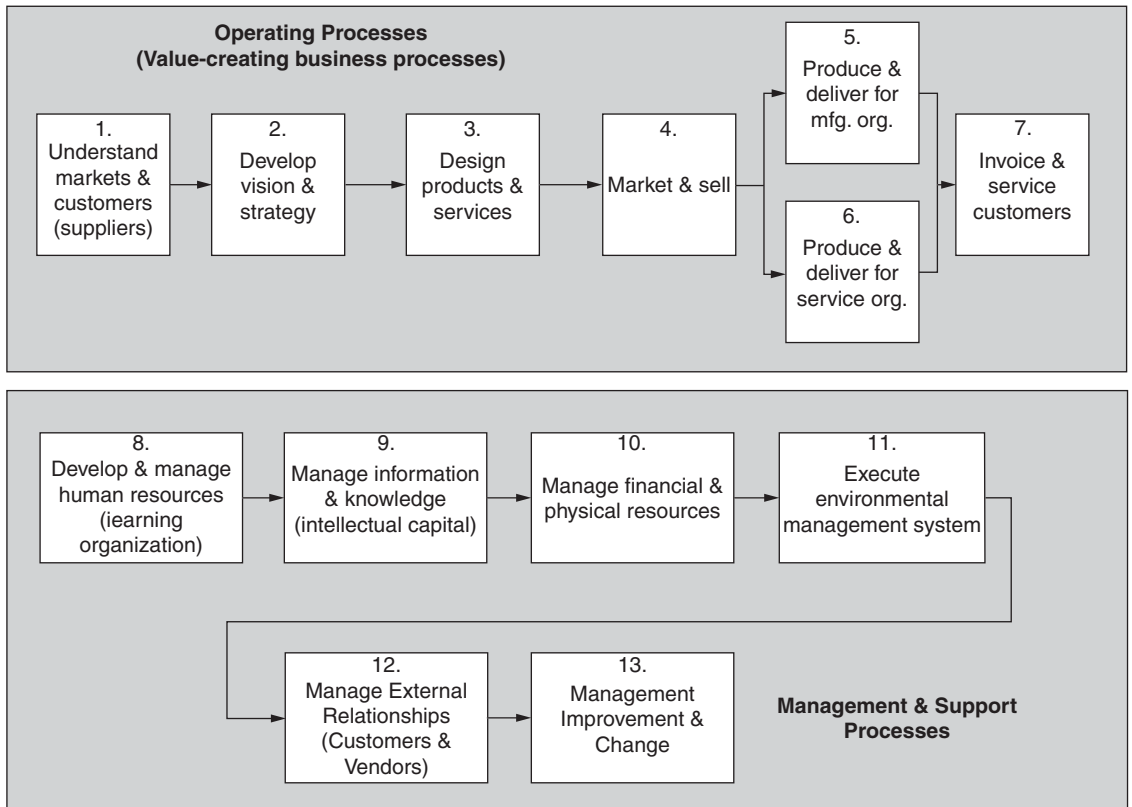 Operating Processes
(Value-creating business processes)
1.
Understand
markets &
customers
(suppliers)
2.
Develop
vision &
strategy
3.
Design
products &
services
4.
Market & sell
5.
Produce &
deliver for
mfg. org.
6.
Produce &
deliver for
service org.
7.
Invoice &
service
customers
8.
Develop & manage
human resources
(iearning
organization)
9.
Manage information
& knowledge
(intellectual capital)
10.
Manage financial &
physical resources
11.
Execute
environmental
management system
12.
Manage External
Relationships
(Customers &
Vendors)
13.
Management
Improvement &
Change
Management & Support
Processes